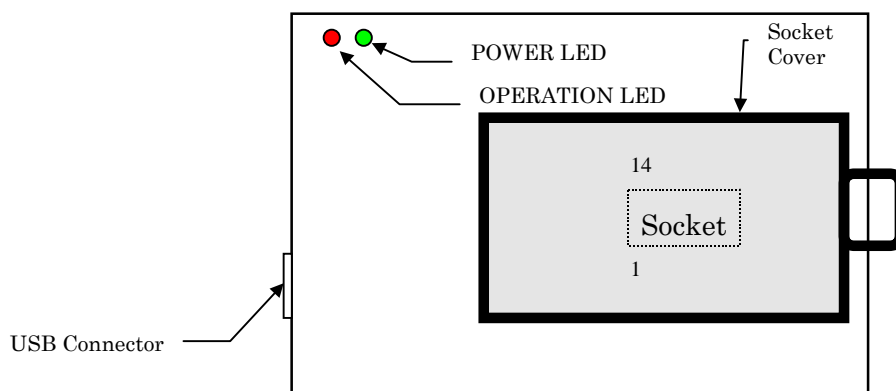 Socket
Cover
POWER LED
OPERATION LED
14
Socket
1
USB Connector